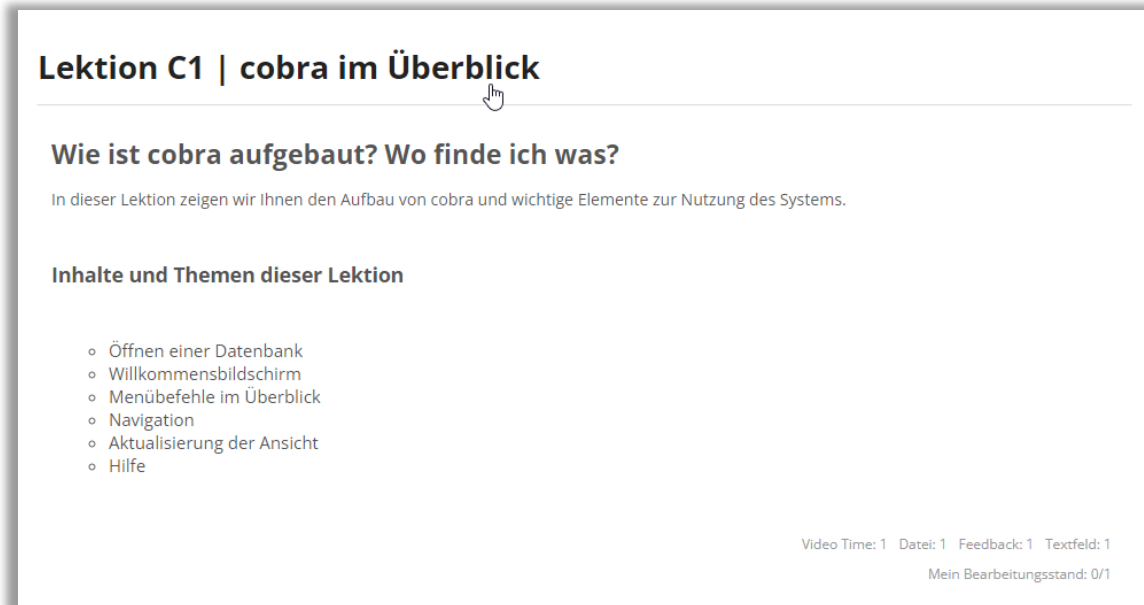 Lektion C1 | cobra im Überblick
Wie ist cobra aufgebaut? Wo finde ich was?
In dieser Lektion zeigen wir Ihnen den Aufbau von cobra und wichtige Elemente zur Nutzung des Systems.
Inhalte und Themen dieser Lektion
Öffnen einer Datenbank
Willkommensbildschirm
Menübefehle im Überblick
Navigation
Aktualisierung der Ansicht
Hilfe
Video Time: 1 Datei: 1 Feedback: 1 Textfeld: 1
Mein Bearbeitungsstand: 0/1